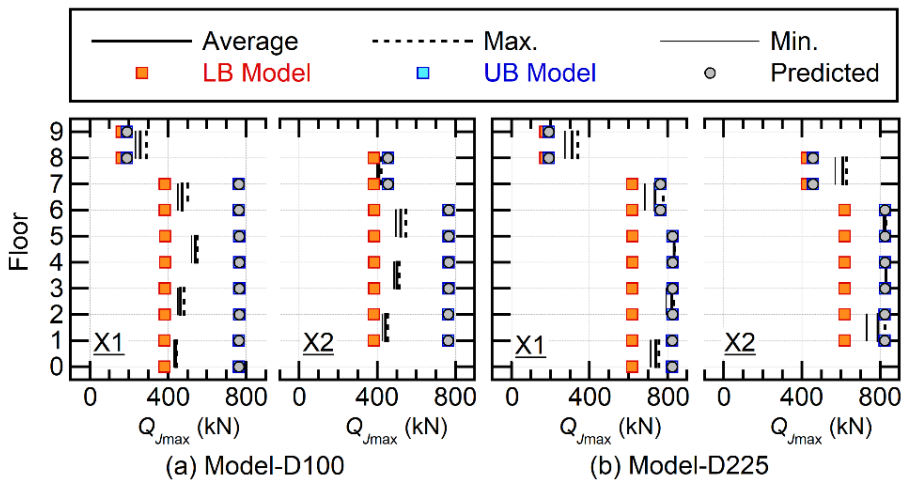 Average Max. Min.
LB Model UB Model Predicted
Floor
9
8
7
6
5
4
3
2
1
0
X1 X2 X1 X2
0 400 800 0 400 800 0 400 800 0 400 800
QJmax (kN) QJmax (kN) QJmax (kN) QJmax (kN)
(a) Model-D100 (b) Model-D225